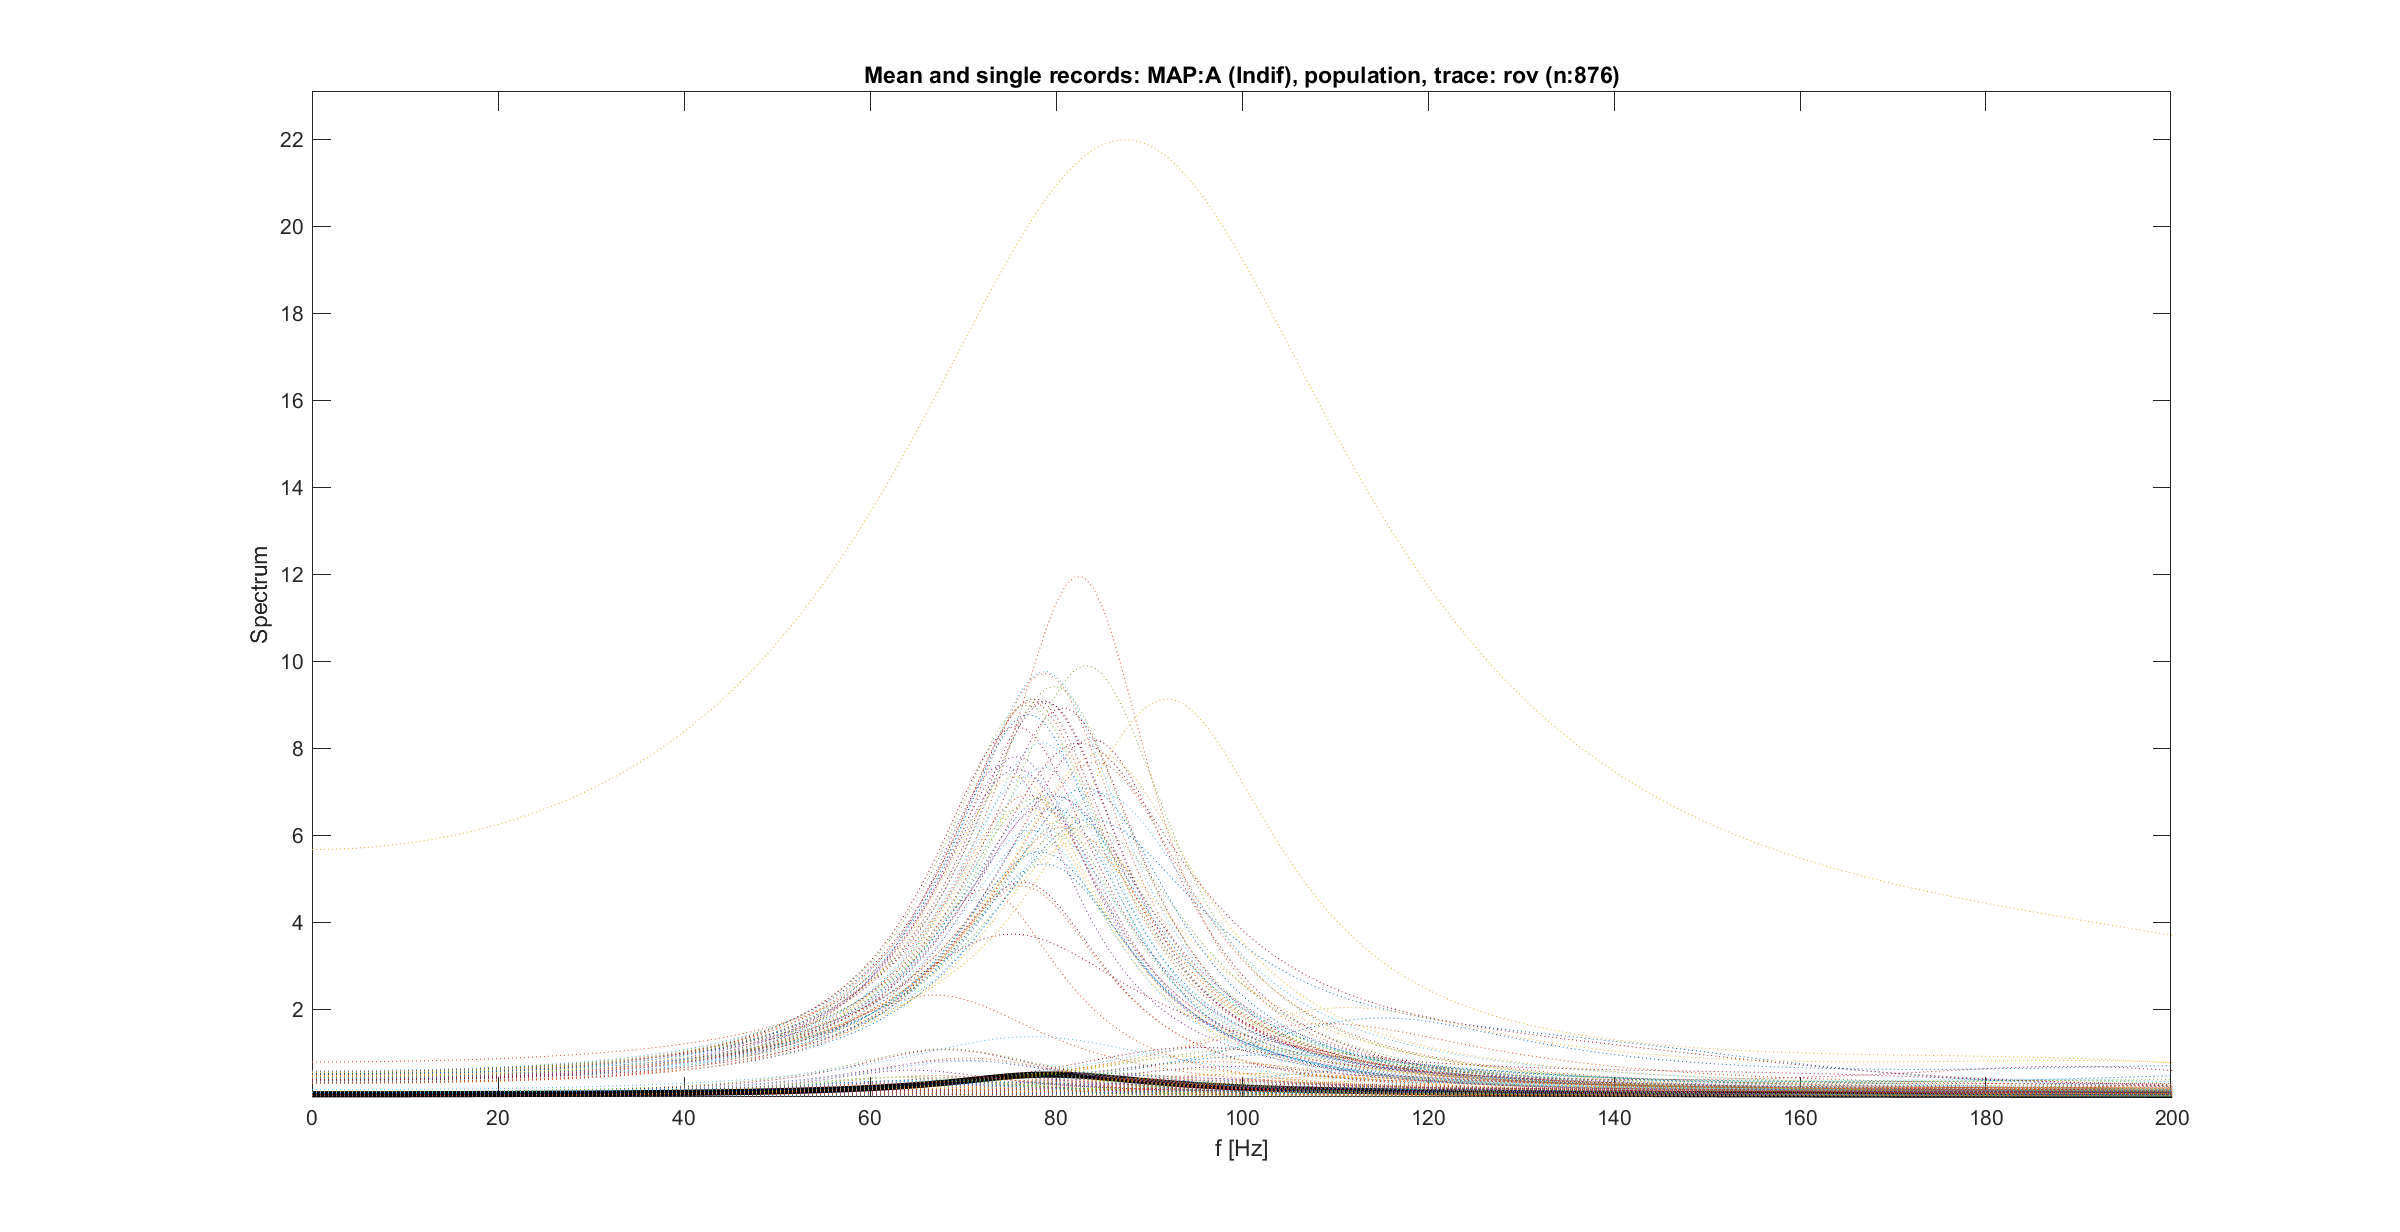 Mean and single records: MAP:A (Indif), population, trace: rov (n:876)
22
20
18
16
14
12
10
8
6
4
2
Spectrum
0 20 40 60 80 100 120 140 160 180 200
f [Hz]